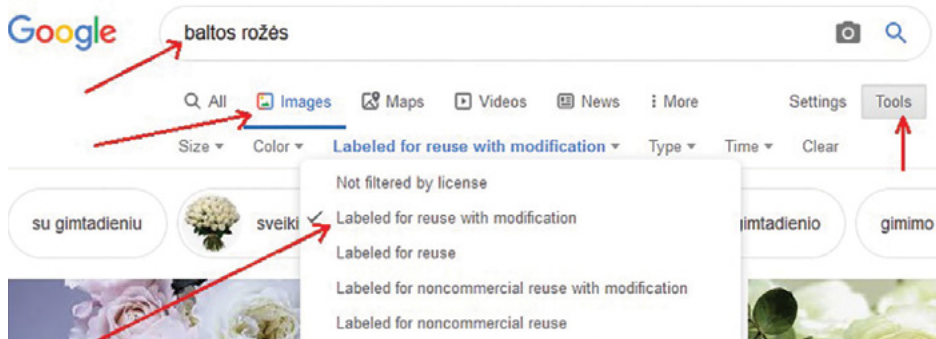 Google baltos rožės
All Images Maps Videos News More Settings Tools
Size Color Labeled for reuse with modification Type Time Clear
Not filtered by license
su gimtadieniu sveiki Labeled for reuse with modification gimtadienio gimimo
Labeled for reuse
Labeled for noncommercial reuse with modification
Labeled for noncommercial reuse